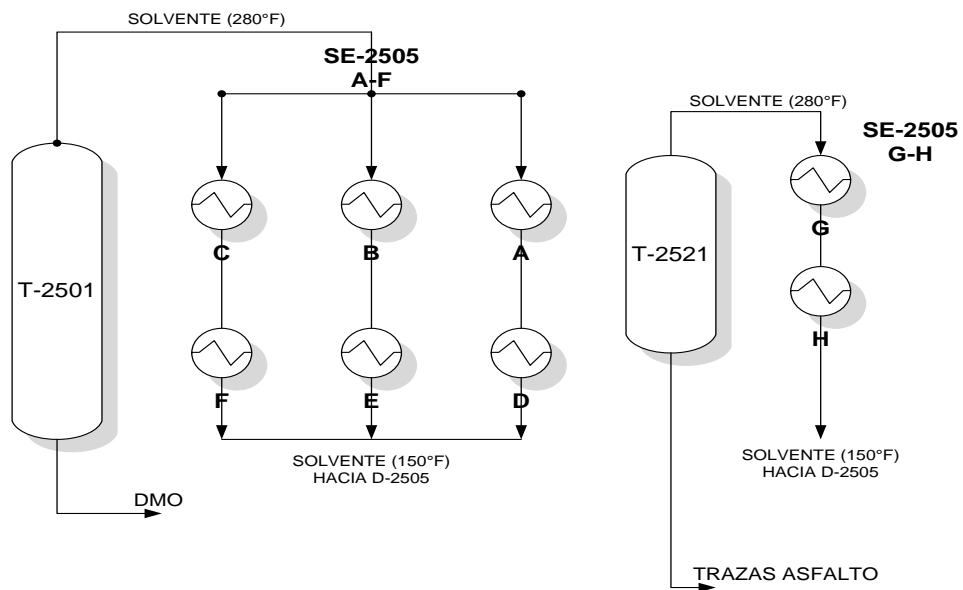 SOLVENTE (280°F)
SE-2505
A-F
SOLVENTE (280°F)
SE-2505
G-H
T-2501
C
B
A
T-2521
G
H
F
E
D
SOLVENTE (150°F)
HACIA D-2505
SOLVENTE (150°F)
HACIA D-2505
DMO
TRAZAS ASFALTO